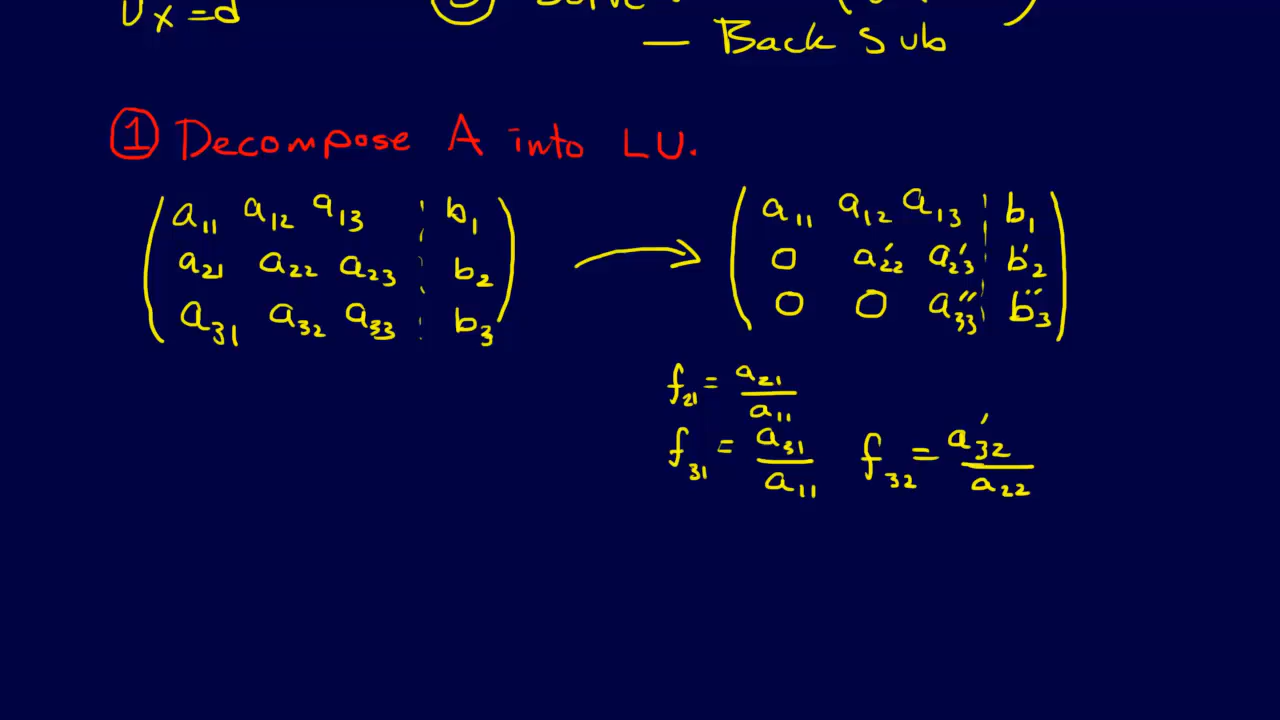 Ux = d
— Back Sub
① Decompose A into LU.
a11 a12 a13 b1 a11 a12 a13 b1
a21 a22 a23 b2 0 a'22 a'23 b'2
a31 a32 a33 b3 0 0 a''33 b''3
f21 = a21/a11
f31 = a31/a11 f32 = a'32/a22